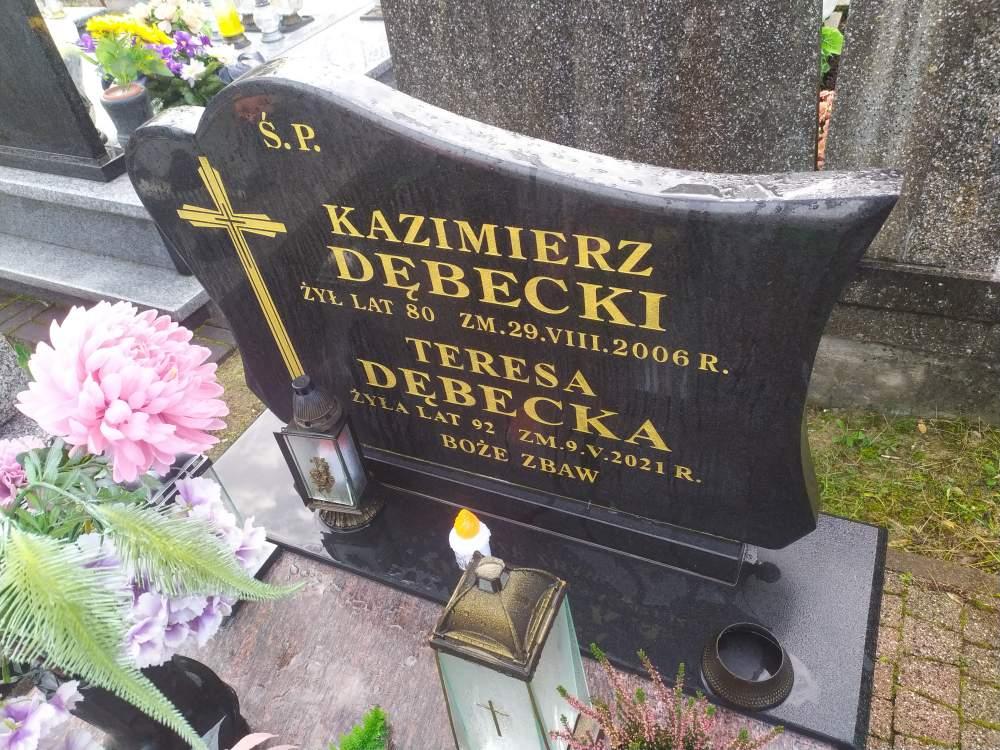 Ś.P.
KAZIMIERZ
DĘBECKI
ŻYŁ LAT 80 ZM.29.VIII.2006 R.
TERESA
DĘBECKA
ŻYŁA LAT 92 ZM.9.V.2021 R.
BOŻE ZBAW